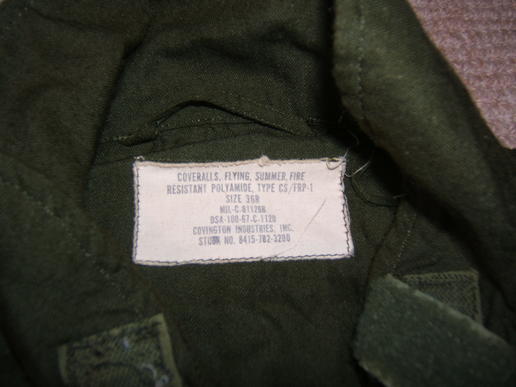 COVERALLS, FLYING, SUMMER, FIRE
RESISTANT POLYAMIDE, TYPE CS/FRP-1
SIZE 36R
MIL-C-81128B
DSA-100-67-C-1120
COVINGTON INDUSTRIES, INC.
STOCK NO. 8415-782-3200